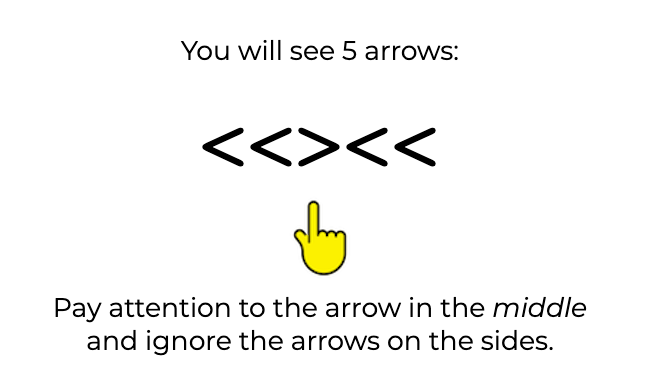 You will see 5 arrows:
<<><<
Pay attention to the arrow in the middle
and ignore the arrows on the sides.